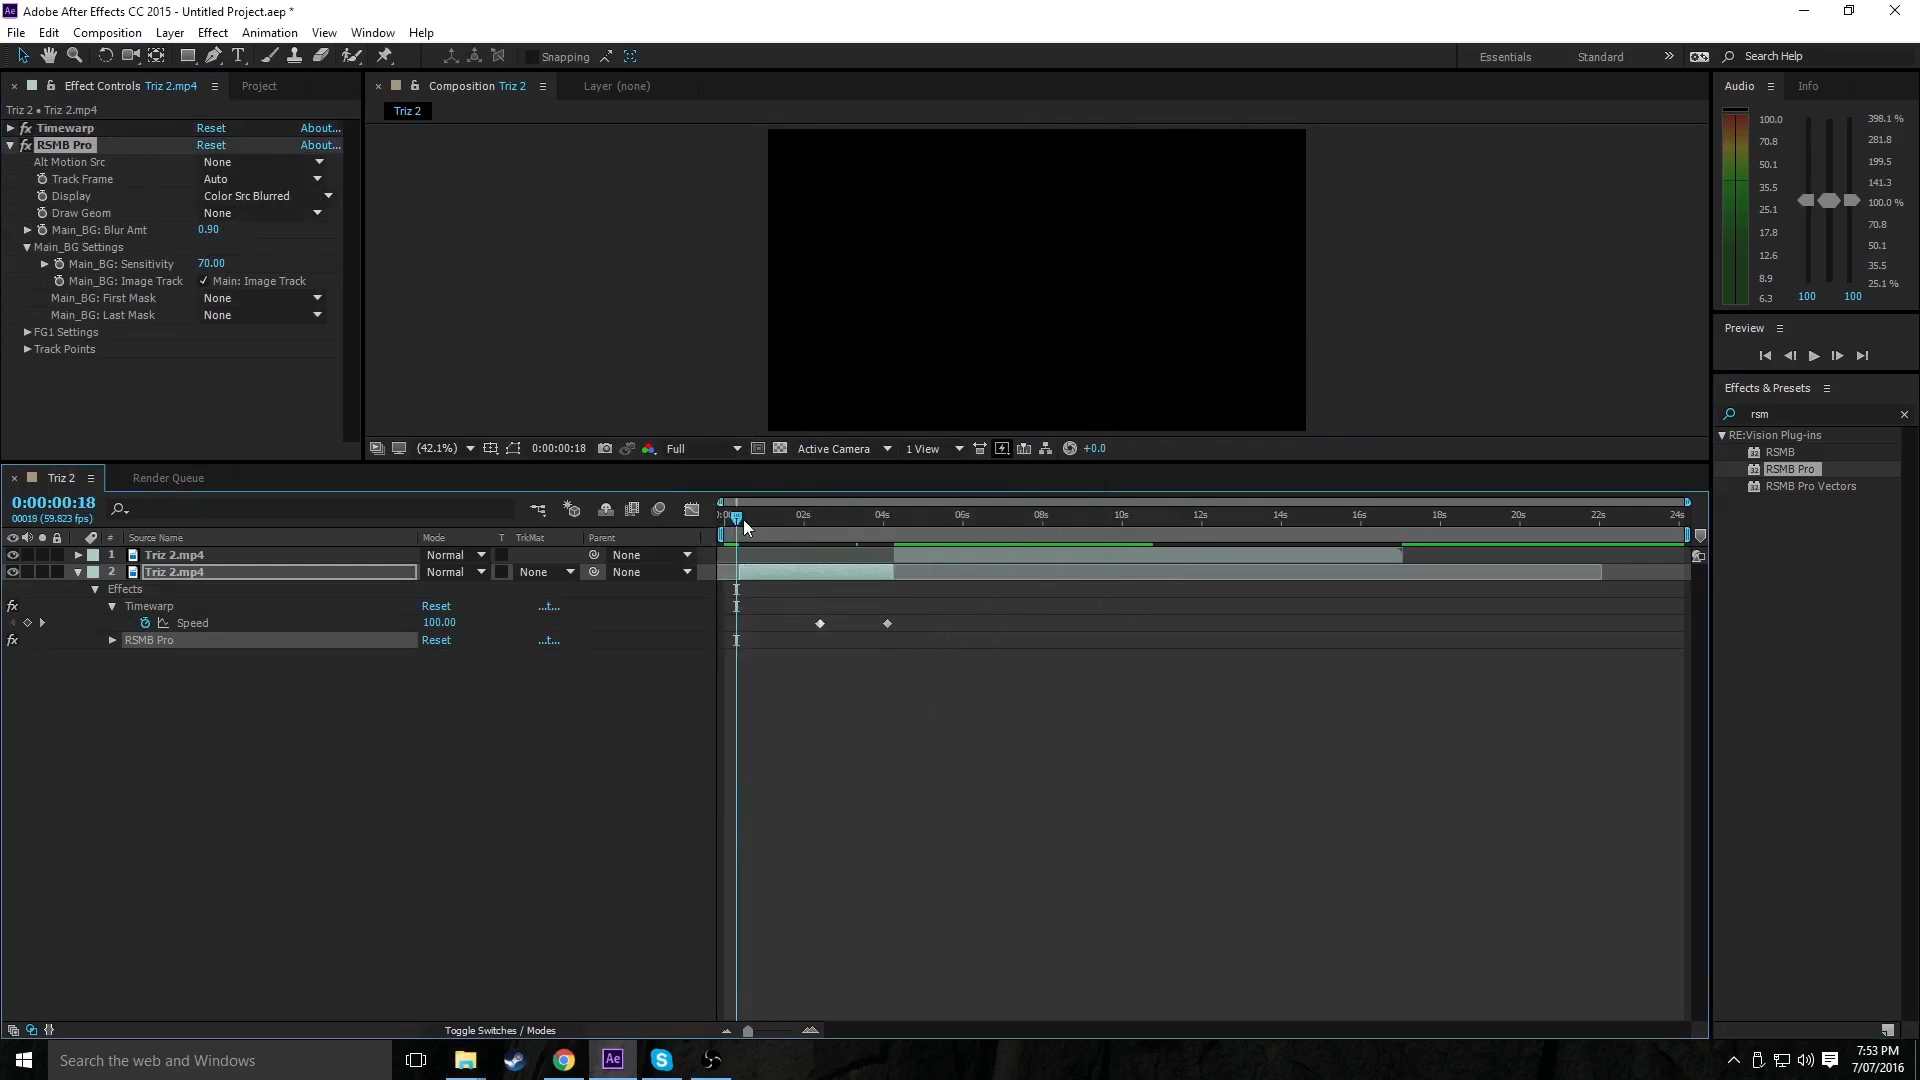 Adobe After Effects CC 2015 - Untitled Project.aep *
File Edit Composition Layer Effect Animation View Window Help
Snapping Essentials Standard Search Help
Effect Controls Triz 2.mp4 Project
Triz 2 • Triz 2.mp4
Timewarp Reset About...
RSMB Pro Reset About...
Alt Motion Src None
Track Frame Auto
Display Color Src Blurred
Draw Geom None
Main_BG: Blur Amt 0.90
Main_BG Settings
Main_BG: Sensitivity 70.00
Main_BG: Image Track Main: Image Track
Main_BG: First Mask None
Main_BG: Last Mask None
FG1 Settings
Track Points
Composition Triz 2 Layer (none)
Triz 2
(42.1%) 0:00:00:18 Full Active Camera 1 View +0.0
Audio Info
100.0
70.8
50.1
35.5
25.1
17.8
12.6
8.9
6.3
398.1 %
281.8
199.5
141.3
100.0 %
70.8
50.1
35.5
25.1 %
100 100
Preview
Effects & Presets
rsm
RE:Vision Plug-ins
RSMB
RSMB Pro
RSMB Pro Vectors
Triz 2 Render Queue
0:00:00:18
00018 (59.823 fps)
02s 04s 06s 08s 10s 12s 14s 16s 18s 20s 22s 24s
# Source Name Mode T TrkMat Parent
1 Triz 2.mp4 Normal None
2 Triz 2.mp4 Normal None None
Effects
Timewarp Reset ...t...
Speed 100.00
RSMB Pro Reset ...t...
Toggle Switches / Modes
Search the web and Windows
7:53 PM
7/07/2016